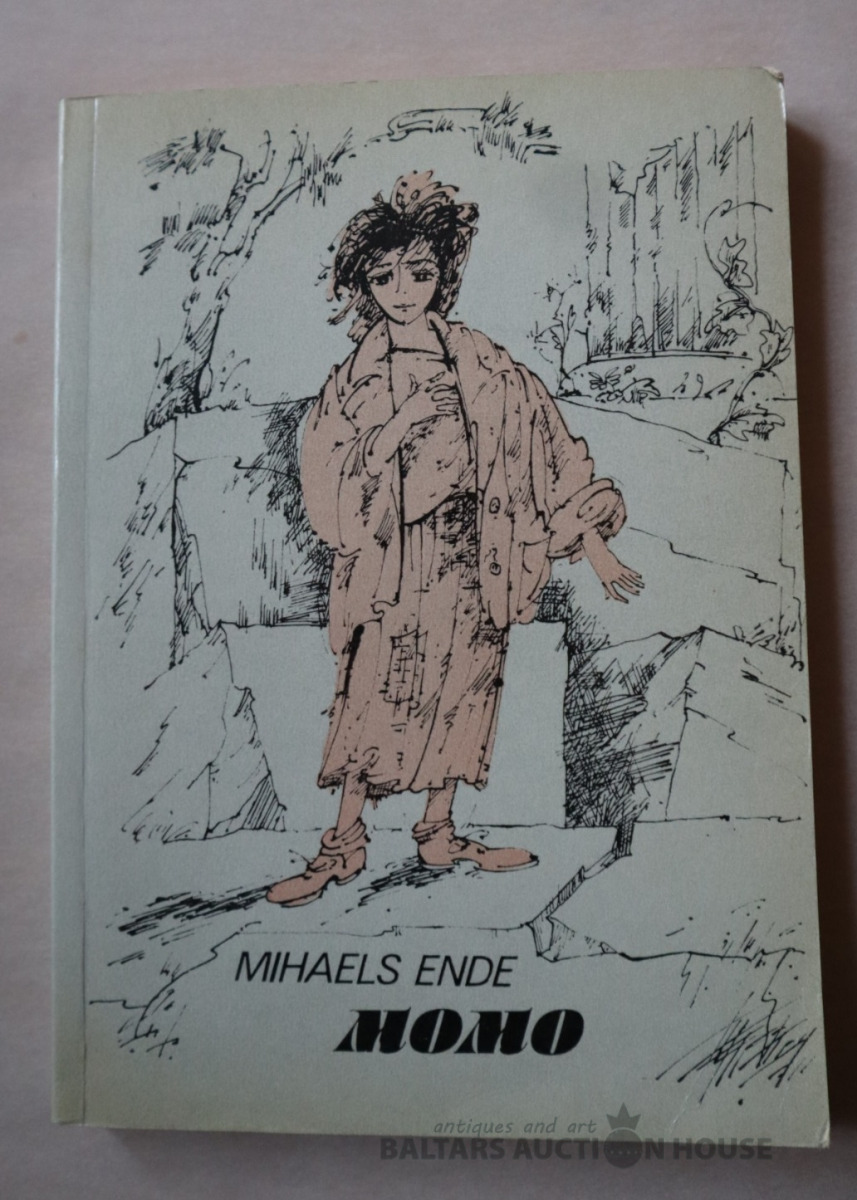 MIHAELS ENDE
MOMO
antiques and art
BALTARS AUCTION HOUSE